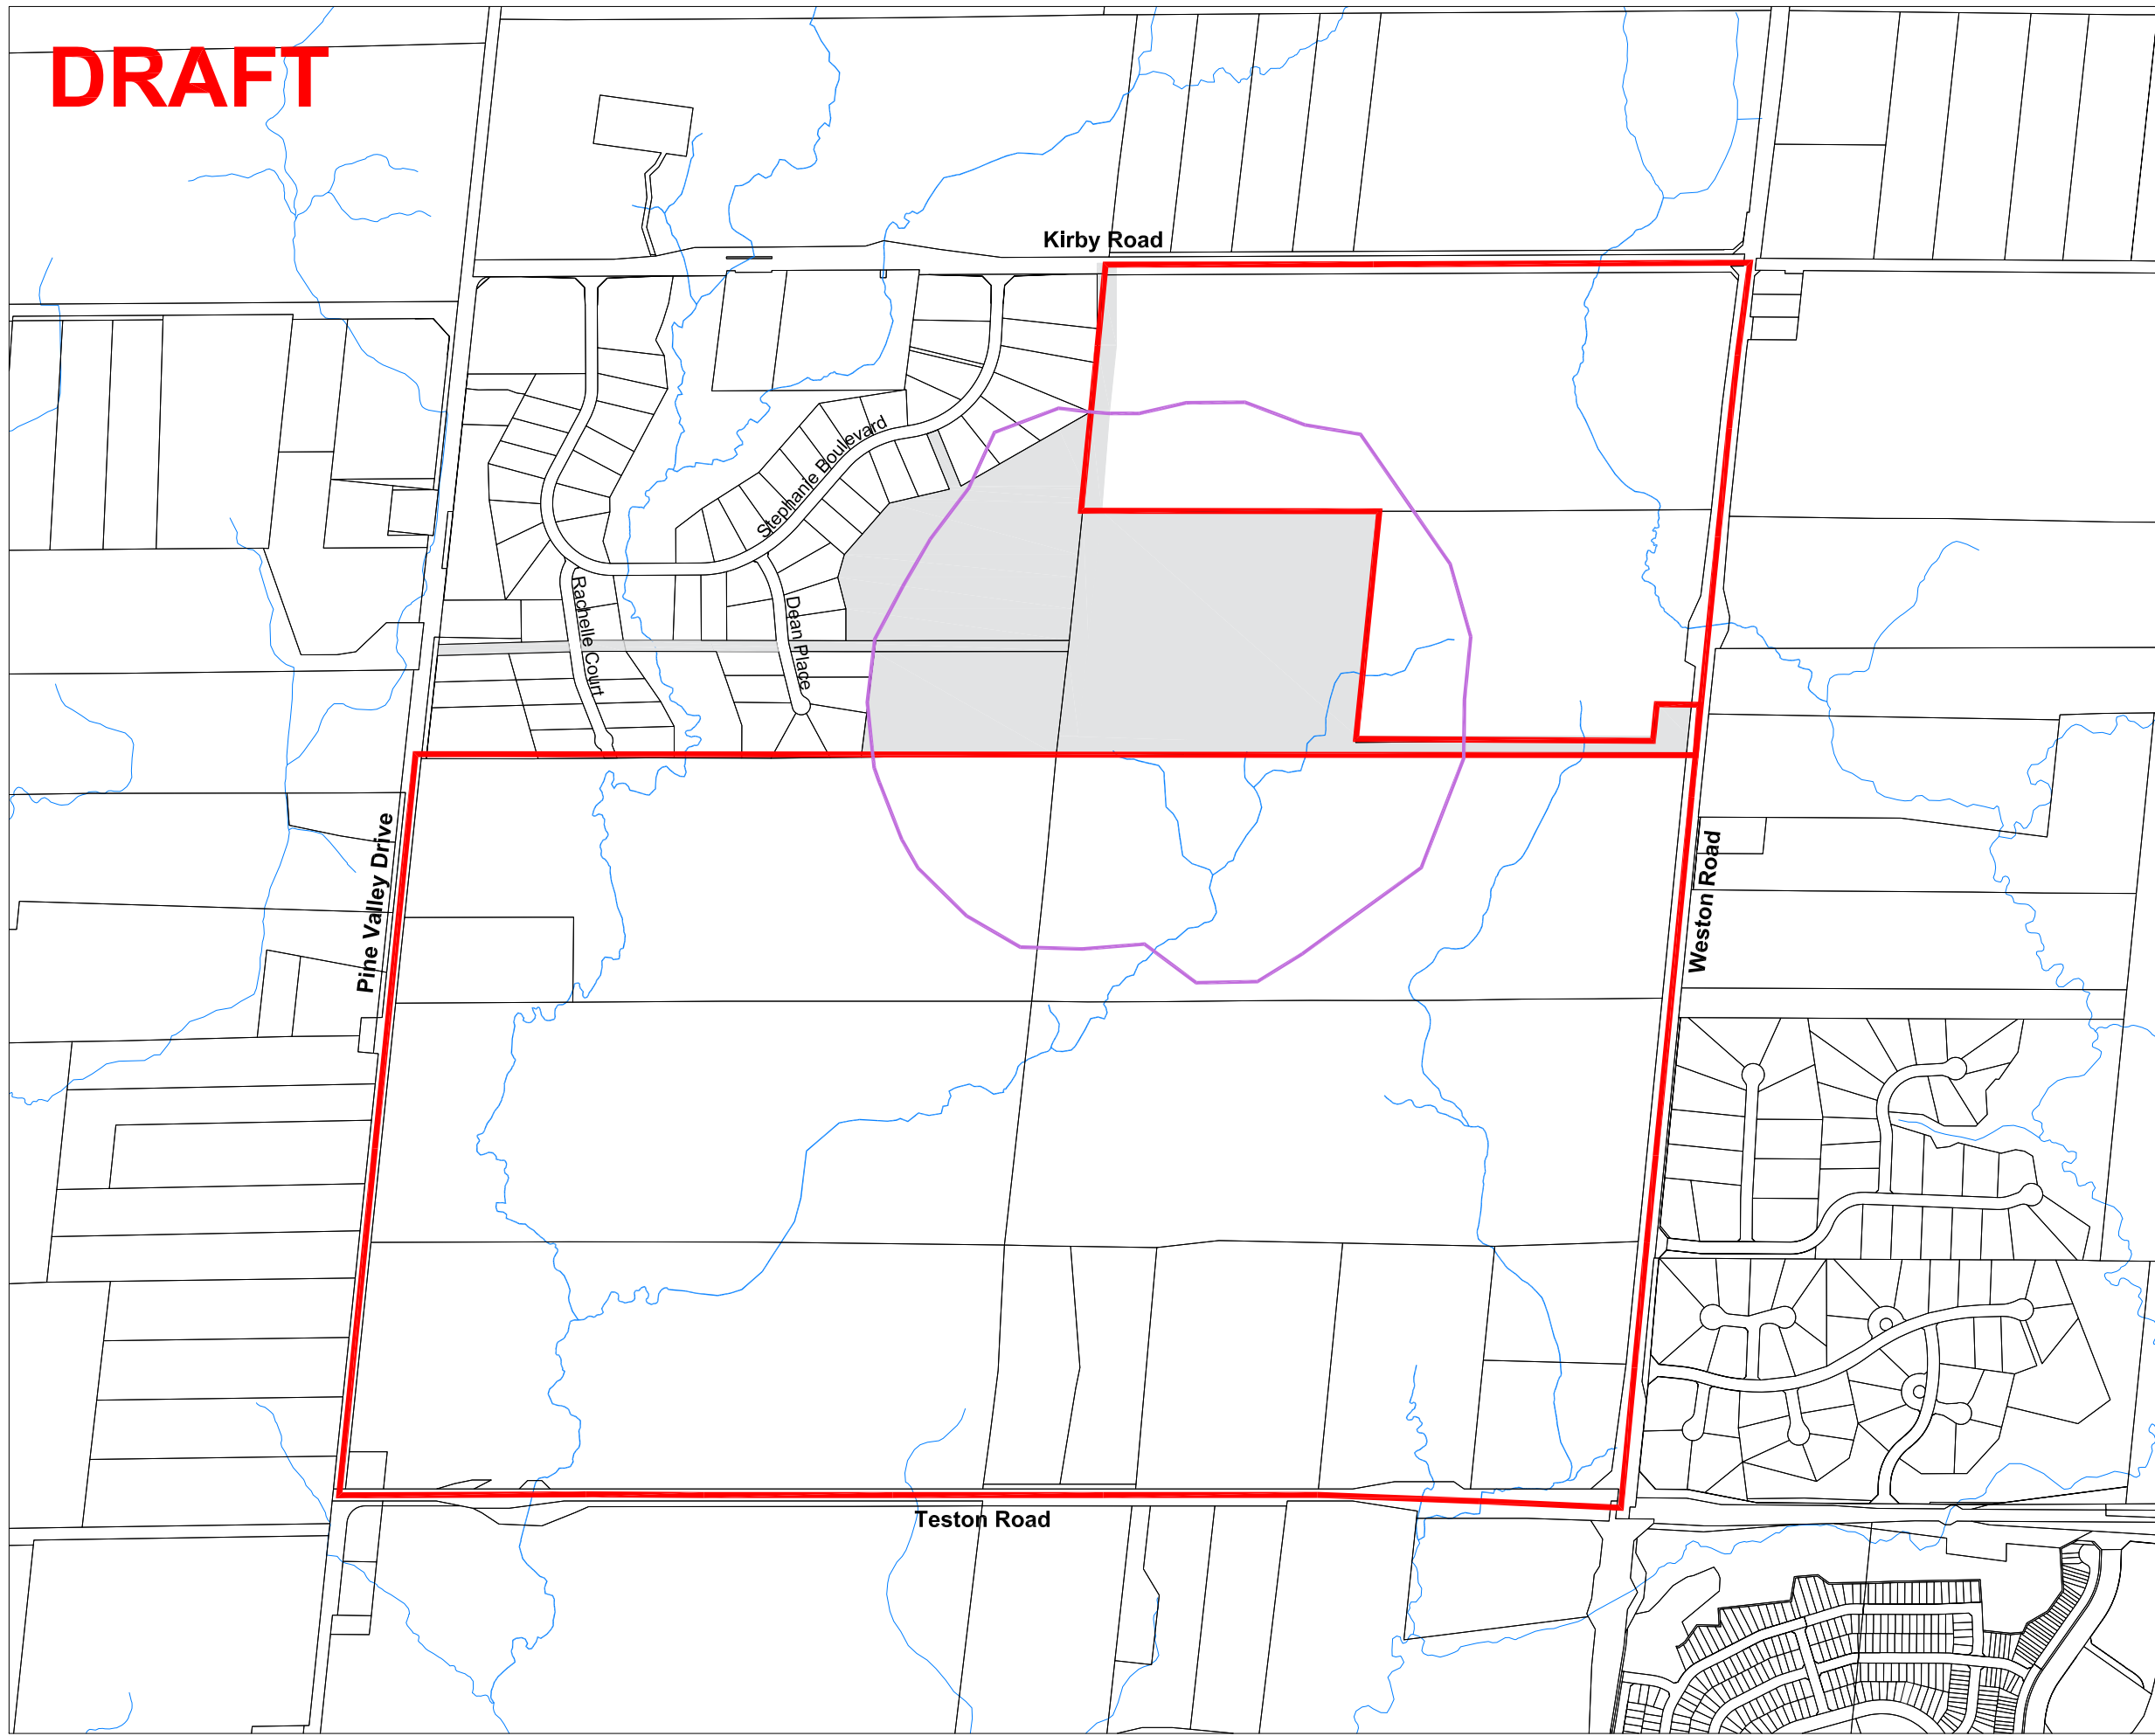 DRAFT
Kirby Road
Stephanie Boulevard
Rachelle Court
Dean Place
Pine Valley Drive
Weston Road
Teston Road